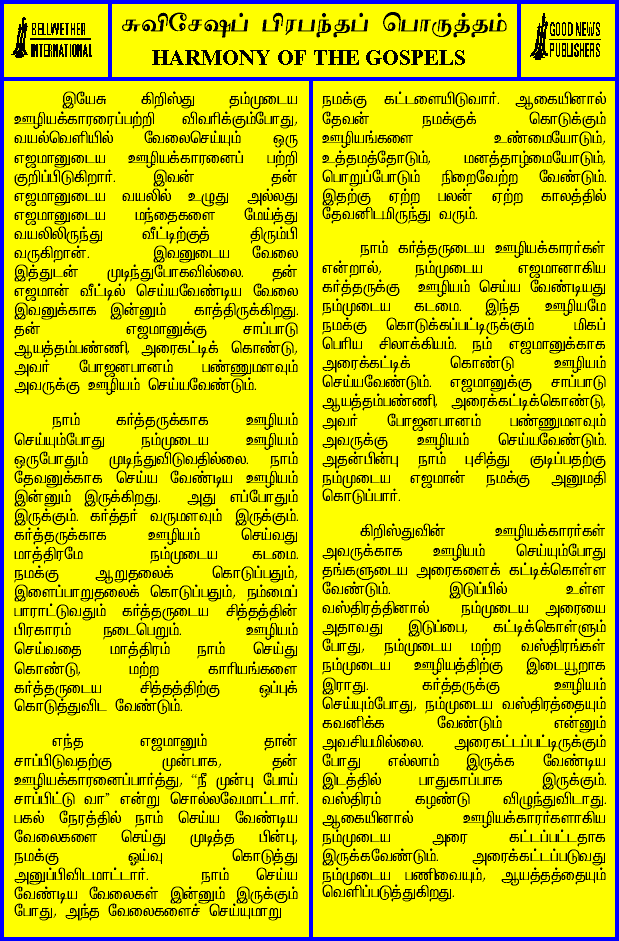 BELLWETHER
INTERNATIONAL
சுவிசேஷப் பிரபந்தப் பொருத்தம்
HARMONY OF THE GOSPELS
GOOD NEWS
PUBLISHERS
இயேசு கிறிஸ்து தம்முடைய
ஊழியக்காரரைப்பற்றி விவரிக்கும்போது,
வயல்வெளியில் வேலைசெய்யும் ஒரு
எஜமானுடைய ஊழியக்காரனைப் பற்றி
குறிப்பிடுகிறார். இவன் தன்
எஜமானுடைய வயலில் உழுது அல்லது
எஜமானுடைய மந்தைகளை மேய்த்து
வயலிலிருந்து வீட்டிற்குத் திரும்பி
வருகிறான். இவனுடைய வேலை
இத்துடன் முடிந்துபோகவில்லை. தன்
எஜமான் வீட்டில் செய்யவேண்டிய வேலை
இவனுக்காக இன்னும் காத்திருக்கிறது.
தன் எஜமானுக்கு சாப்பாடு
ஆயத்தம்பண்ணி, அரைகட்டிக் கொண்டு,
அவர் போஜனபானம் பண்ணுமளவும்
அவருக்கு ஊழியம் செய்யவேண்டும்.
நாம் கர்த்தருக்காக ஊழியம்
செய்யும்போது நம்முடைய ஊழியம்
ஒருபோதும் முடிந்துவிடுவதில்லை. நாம்
தேவனுக்காக செய்ய வேண்டிய ஊழியம்
இன்னும் இருக்கிறது. அது எப்போதும்
இருக்கும். கர்த்தர் வருமளவும் இருக்கும்.
கர்த்தருக்காக ஊழியம் செய்வது
மாத்திரமே நம்முடைய கடமை.
நமக்கு ஆறுதலைக் கொடுப்பதும்,
இளைப்பாறுதலைக் கொடுப்பதும், நம்மைப்
பாராட்டுவதும் கர்த்தருடைய சித்தத்தின்
பிரகாரம் நடைபெறும். ஊழியம்
செய்வதை மாத்திரம் நாம் செய்து
கொண்டு, மற்ற காரியங்களை
கர்த்தருடைய சித்தத்திற்கு ஒப்புக்
கொடுத்துவிட வேண்டும்.
எந்த எஜமானும் தான்
சாப்பிடுவதற்கு முன்பாக, தன்
ஊழியக்காரனைப்பார்த்து, “நீ முன்பு போய்
சாப்பிட்டு வா” என்று சொல்லவேமாட்டார்.
பகல் நேரத்தில் நாம் செய்ய வேண்டிய
வேலைகளை செய்து முடித்த பின்பு,
நமக்கு ஓய்வு கொடுத்து
அனுப்பிவிடமாட்டார். நாம் செய்ய
வேண்டிய வேலைகள் இன்னும் இருக்கும்
போது, அந்த வேலைகளைச் செய்யுமாறு
நமக்கு கட்டளையிடுவார். ஆகையினால்
தேவன் நமக்குக் கொடுக்கும்
ஊழியங்களை உண்மையோடும்,
உத்தமத்தோடும், மனத்தாழ்மையோடும்,
பொறுப்போடும் நிறைவேற்ற வேண்டும்.
இதற்கு ஏற்ற பலன் ஏற்ற காலத்தில்
தேவனிடமிருந்து வரும்.
நாம் கர்த்தருடைய ஊழியக்காரர்கள்
என்றால், நம்முடைய எஜமானாகிய
கர்த்தருக்கு ஊழியம் செய்ய வேண்டியது
நம்முடைய கடமை. இந்த ஊழியமே
நமக்கு கொடுக்கப்பட்டிருக்கும் மிகப்
பெரிய சிலாக்கியம். நம் எஜமானுக்காக
அரைக்கட்டிக் கொண்டு ஊழியம்
செய்யவேண்டும். எஜமானுக்கு சாப்பாடு
ஆயத்தம்பண்ணி, அரைக்கட்டிக்கொண்டு,
அவர் போஜனபானம் பண்ணுமளவும்
அவருக்கு ஊழியம் செய்யவேண்டும்.
அதன்பின்பு நாம் புசித்து குடிப்பதற்கு
நம்முடைய எஜமான் நமக்கு அனுமதி
கொடுப்பார்.
கிறிஸ்துவின் ஊழியக்காரர்கள்
அவருக்காக ஊழியம் செய்யும்போது
தங்களுடைய அரைகளைக் கட்டிக்கொள்ள
வேண்டும். இடுப்பில் உள்ள
வஸ்திரத்தினால் நம்முடைய அரையை
அதாவது இடுப்பை, கட்டிக்கொள்ளும்
போது, நம்முடைய மற்ற வஸ்திரங்கள்
நம்முடைய ஊழியத்திற்கு இடையூறாக
இராது. கர்த்தருக்கு ஊழியம்
செய்யும்போது, நம்முடைய வஸ்திரத்தையும்
கவனிக்க வேண்டும் என்னும்
அவசியமில்லை. அரைகட்டப்பட்டிருக்கும்
போது எல்லாம் இருக்க வேண்டிய
இடத்தில் பாதுகாப்பாக இருக்கும்.
வஸ்திரம் கழண்டு விழுந்துவிடாது.
ஆகையினால் ஊழியக்காரர்களாகிய
நம்முடைய அரை கட்டப்பட்டதாக
இருக்கவேண்டும். அரைக்கட்டப்படுவது
நம்முடைய பணிவையும், ஆயத்தத்தையும்
வெளிப்படுத்துகிறது.